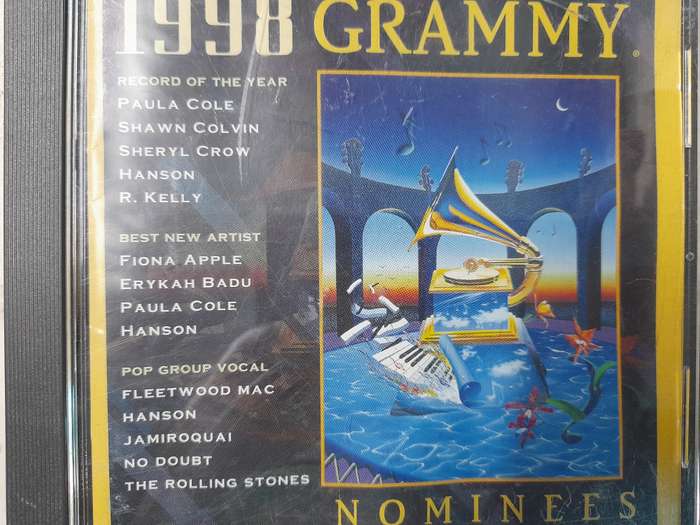 1998 GRAMMY®
RECORD OF THE YEAR
PAULA COLE
SHAWN COLVIN
SHERYL CROW
HANSON
R. KELLY
BEST NEW ARTIST
FIONA APPLE
ERYKAH BADU
PAULA COLE
HANSON
POP GROUP VOCAL
FLEETWOOD MAC
HANSON
JAMIROQUAI
NO DOUBT
THE ROLLING STONES
NOMINEES